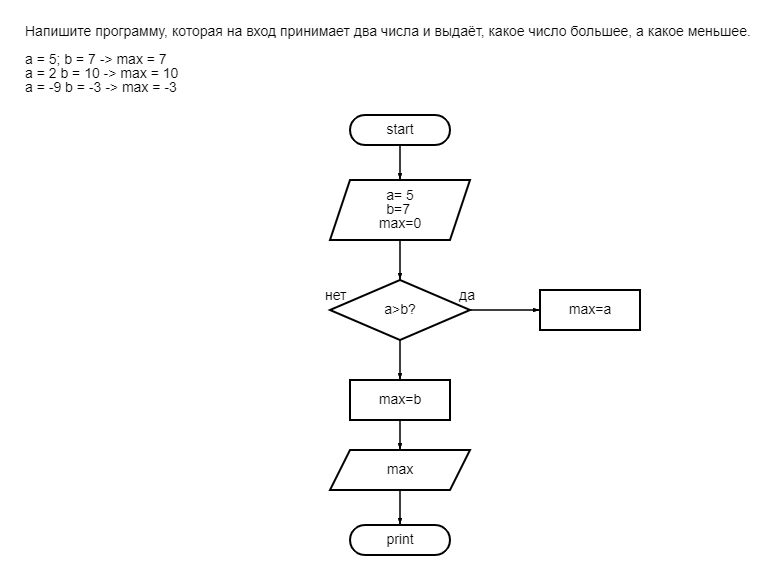 Напишите программу, которая на вход принимает два числа и выдаёт, какое число большее, а какое меньшее.
a = 5; b = 7 -> max = 7
a = 2 b = 10 -> max = 10
a = -9 b = -3 -> max = -3
start
a= 5
b=7
max=0
нет
да
a>b?
max=a
max=b
max
print